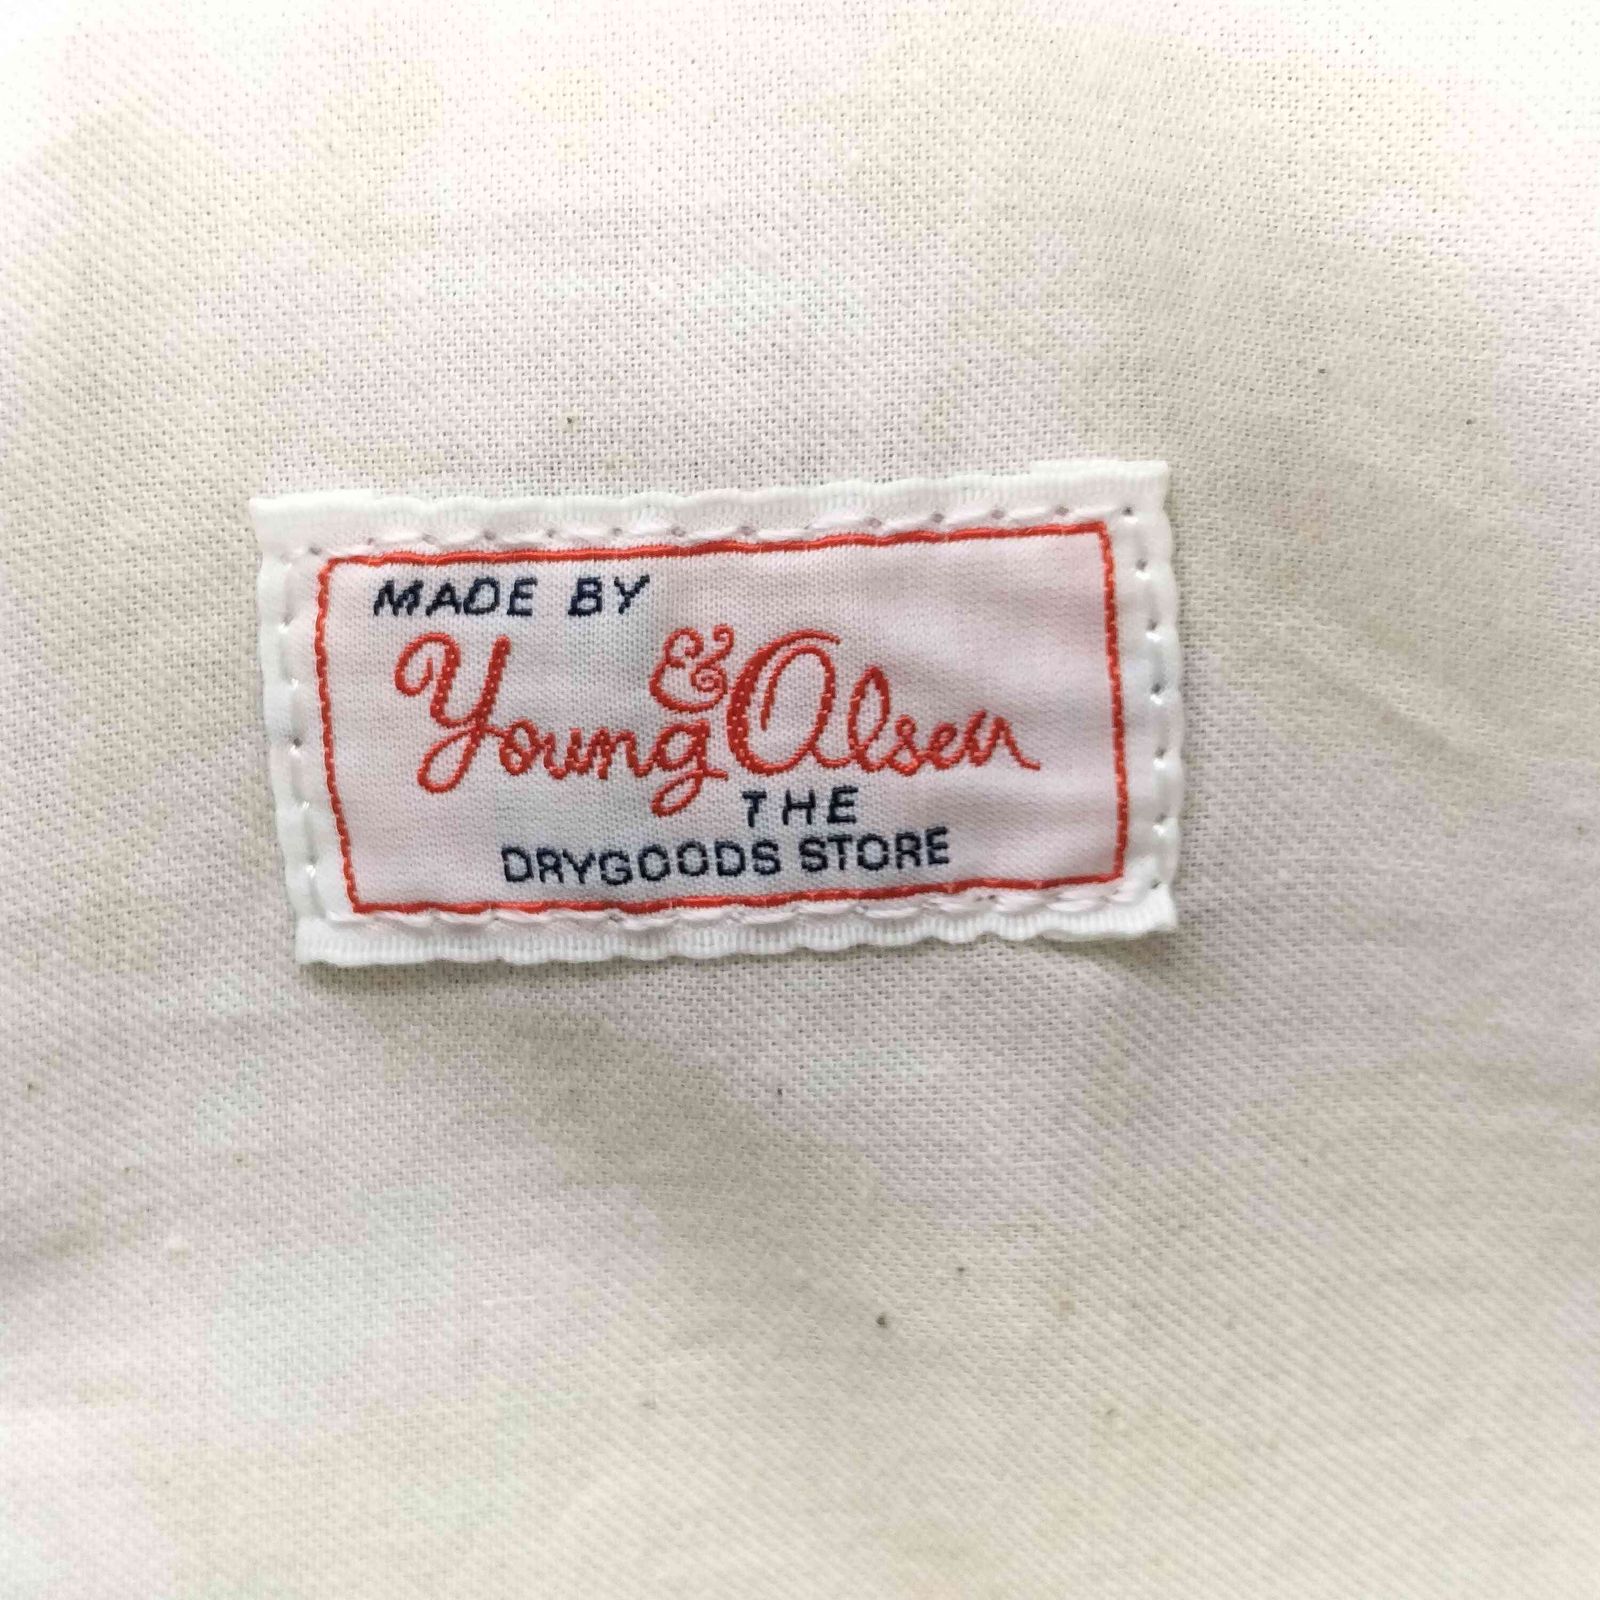 MADE BY
Young & Olsen
THE
DRYGOODS STORE